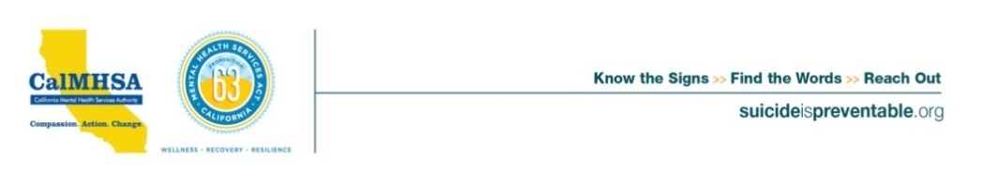 CalMHSA
California Mental Health Services Authority
Compassion. Action. Change.
MENTAL HEALTH SERVICES ACT
PROPOSITION
63
CALIFORNIA
WELLNESS • RECOVERY • RESILIENCE
Know the Signs >> Find the Words >> Reach Out
suicideispreventable.org